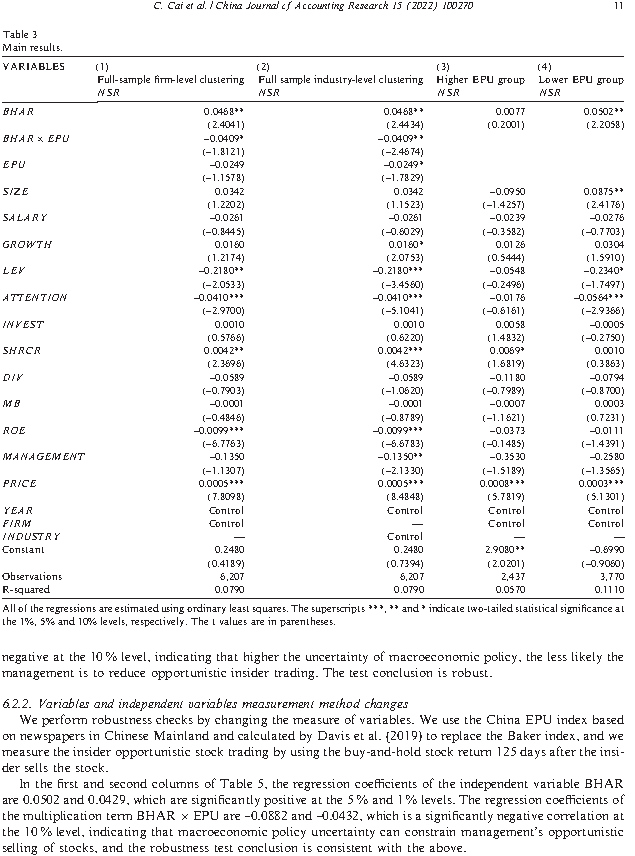 C. Cai et al. / China Journal of Accounting Research 15 (2022) 100270 11
Table 3
Main results.
VARIABLES (1) (2) (3) (4)
Full-sample firm-level clustering Full sample industry-level clustering Higher EPU group Lower EPU group
NSR NSR NSR NSR
BHAR 0.0468** 0.0468** 0.0077 0.0502**
(2.4041) (2.4434) (0.2001) (2.2058)
BHAR × EPU –0.0409* –0.0409**
(–1.8121) (–2.4674)
EPU –0.0249 –0.0249*
(–1.1578) (–1.7829)
SIZE 0.0342 0.0342 –0.0950 0.0875**
(1.2202) (1.1523) (–1.4257) (2.4176)
SALARY –0.0261 –0.0261 –0.0239 –0.0276
(–0.8445) (–0.6029) (–0.3582) (–0.7703)
GROWTH 0.0160 0.0160* 0.0126 0.0304
(1.2174) (2.0753) (0.5444) (1.5910)
LEV –0.2180** –0.2180*** –0.0548 –0.2340*
(–2.0533) (–3.4560) (–0.2496) (–1.7497)
ATTENTION –0.0410*** –0.0410*** –0.0176 –0.0564***
(–2.9700) (–5.1041) (–0.6161) (–2.9366)
INVEST 0.0010 0.0010 0.0058 –0.0005
(0.5766) (0.6220) (1.4832) (–0.2750)
SHRCR 0.0042** 0.0042*** 0.0069* 0.0010
(2.3696) (4.6323) (1.6819) (0.3863)
DIV –0.0589 –0.0589 –0.1180 –0.0794
(–0.7903) (–1.0620) (–0.7989) (–0.8700)
MB –0.0001 –0.0001 –0.0007 0.0003
(–0.4846) (–0.8789) (–1.1621) (0.7231)
ROE –0.0099*** –0.0099*** –0.0373 –0.0111
(–6.7763) (–6.6783) (–0.1485) (–1.4391)
MANAGEMENT –0.1350 –0.1350** –0.3530 –0.2580
(–1.1307) (–2.1330) (–1.5189) (–1.3565)
PRICE 0.0005*** 0.0005*** 0.0008*** 0.0003***
(7.8098) (8.4848) (5.7819) (5.1301)
YEAR Control Control Control Control
FIRM Control — Control Control
INDUSTRY — Control — —
Constant 0.2480 0.2480 2.9080** –0.6990
(0.4189) (0.7394) (2.0201) (–0.9060)
Observations 6,207 6,207 2,437 3,770
R-squared 0.0790 0.0790 0.0570 0.1110
All of the regressions are estimated using ordinary least squares. The superscripts ***, ** and * indicate two-tailed statistical significance at
the 1%, 5% and 10% levels, respectively. The t values are in parentheses.
negative at the 10 % level, indicating that higher the uncertainty of macroeconomic policy, the less likely the
management is to reduce opportunistic insider trading. The test conclusion is robust.
6.2.2. Variables and independent variables measurement method changes
We perform robustness checks by changing the measure of variables. We use the China EPU index based
on newspapers in Chinese Mainland and calculated by Davis et al. (2019) to replace the Baker index, and we
measure the insider opportunistic stock trading by using the buy-and-hold stock return 125 days after the insi-
der sells the stock.
In the first and second columns of Table 5, the regression coefficients of the independent variable BHAR
are 0.0502 and 0.0429, which are significantly positive at the 5 % and 1 % levels. The regression coefficients of
the multiplication term BHAR × EPU are –0.0882 and –0.0432, which is a significantly negative correlation at
the 10 % level, indicating that macroeconomic policy uncertainty can constrain management's opportunistic
selling of stocks, and the robustness test conclusion is consistent with the above.